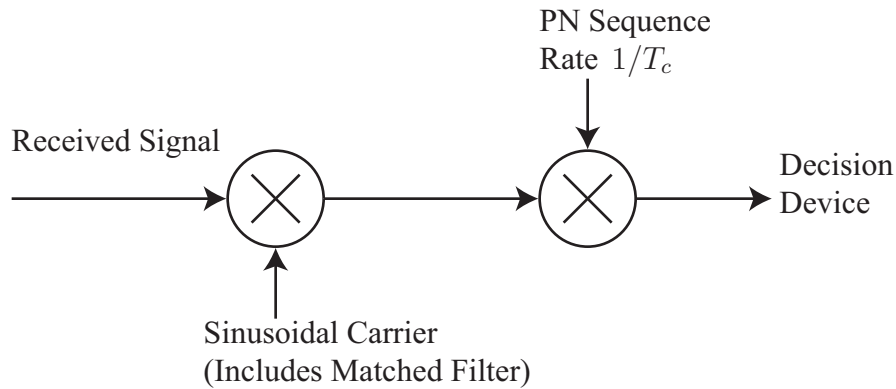 PN Sequence
Rate 1/T_c
Received Signal
Decision
Device
Sinusoidal Carrier
(Includes Matched Filter)